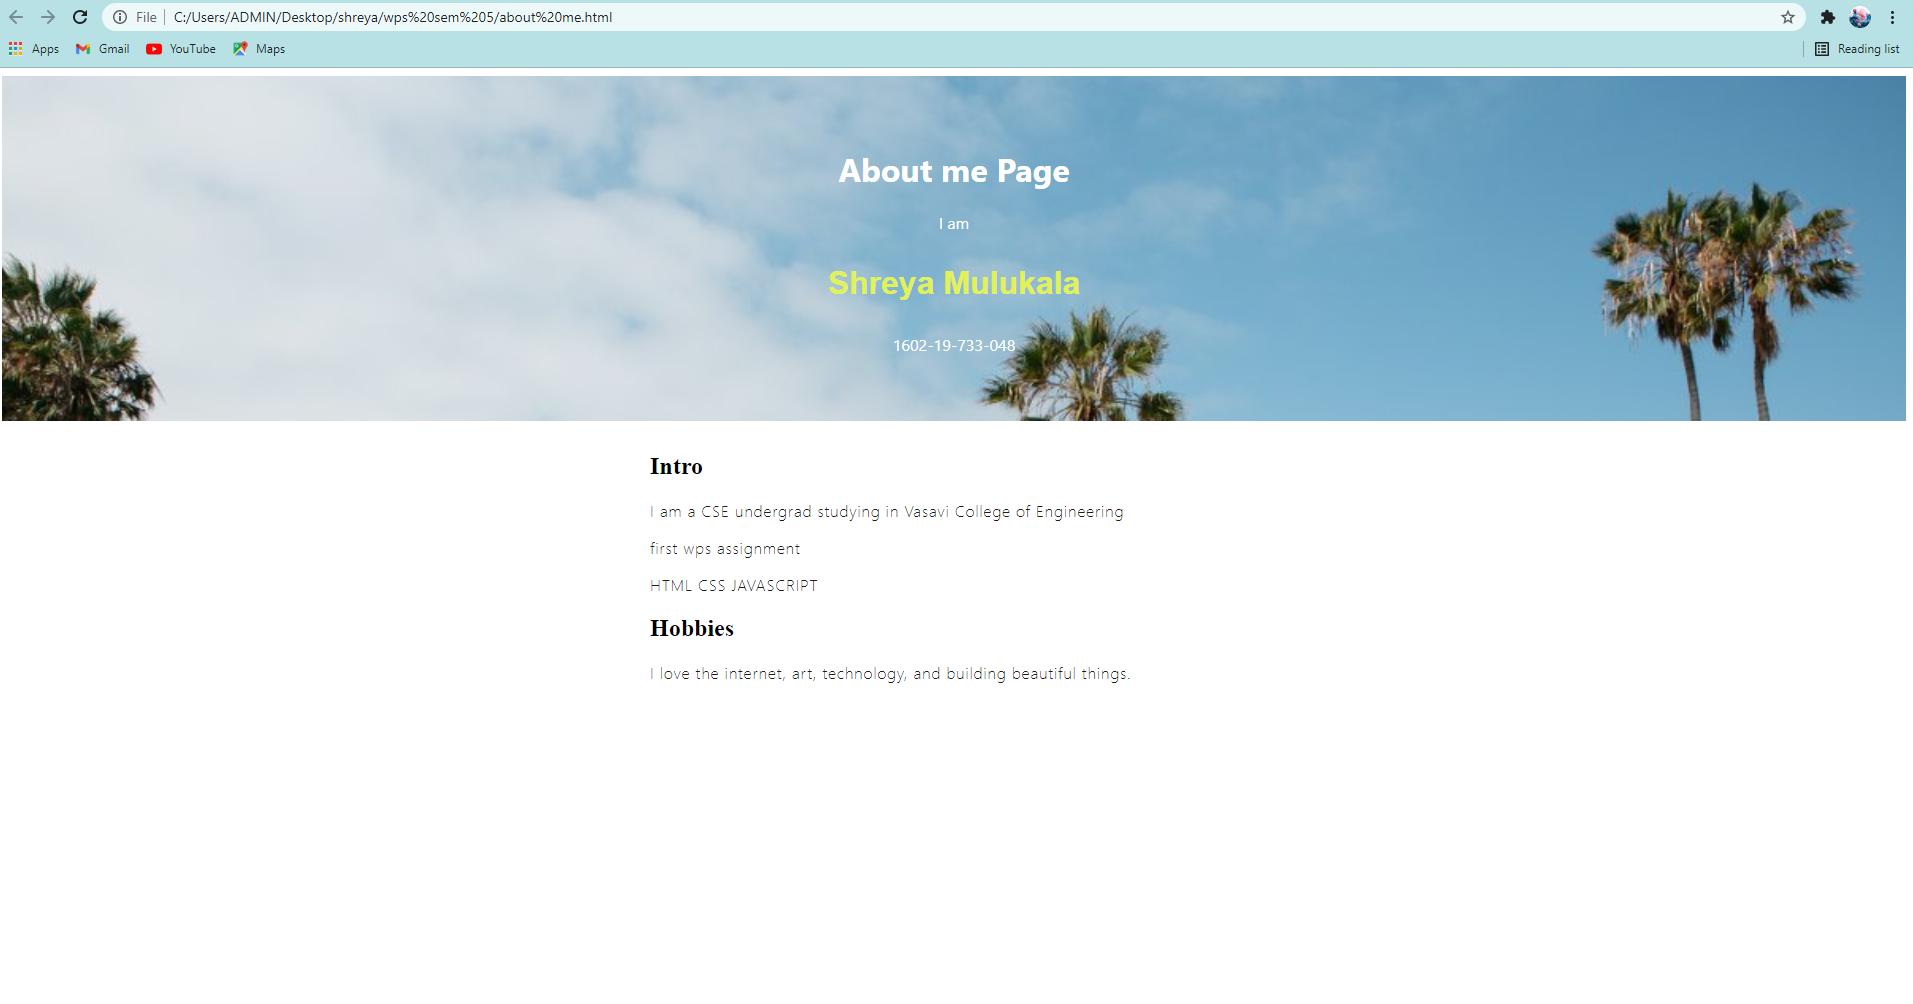 File C:/Users/ADMIN/Desktop/shreya/wps%20sem%205/about%20me.html
Apps Gmail YouTube Maps Reading list
About me Page
I am
Shreya Mulukala
1602-19-733-048
Intro
I am a CSE undergrad studying in Vasavi College of Engineering
first wps assignment
HTML CSS JAVASCRIPT
Hobbies
I love the internet, art, technology, and building beautiful things.